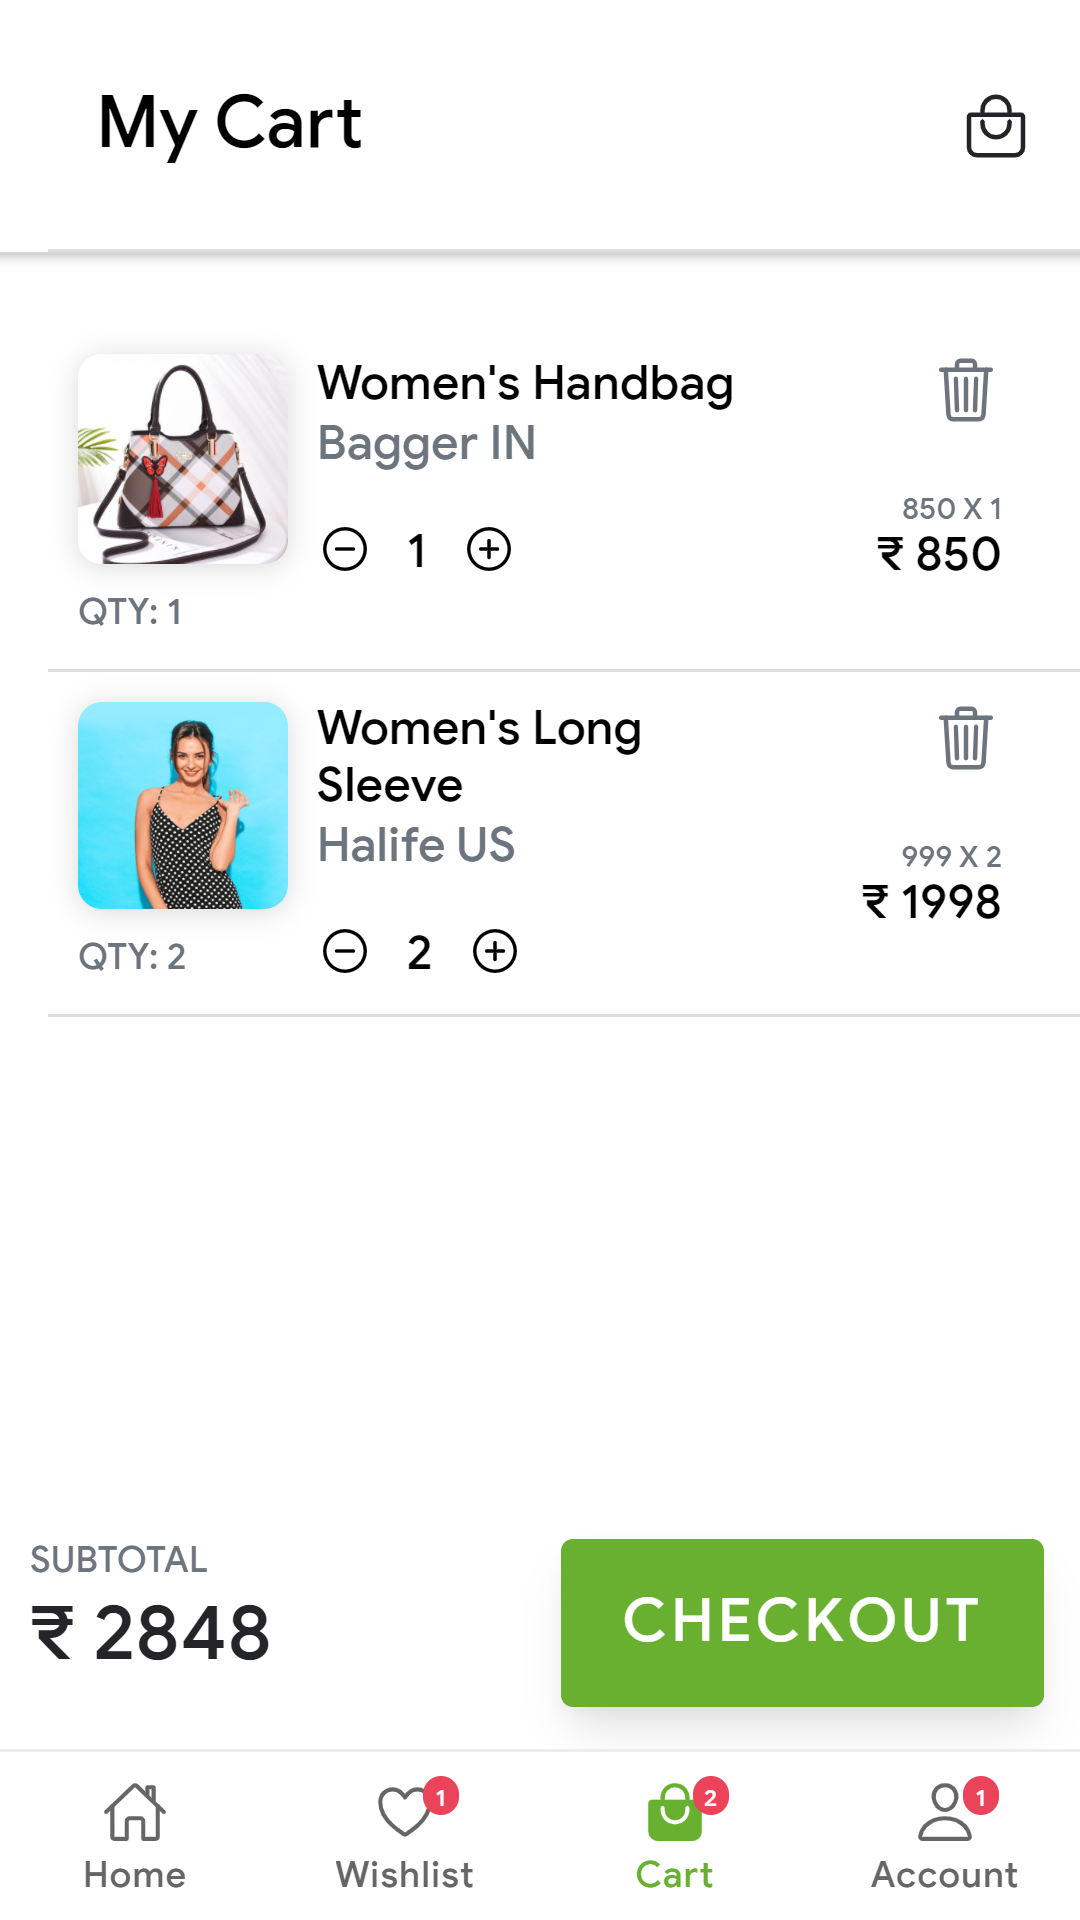 My Cart
Women's Handbag
Bagger IN
850 X 1
1
₹ 850
QTY: 1
Women's Long
Sleeve
Halife US
999 X 2
₹ 1998
QTY: 2
2
SUBTOTAL
₹ 2848
CHECKOUT
1
2
1
Home
Wishlist
Cart
Account